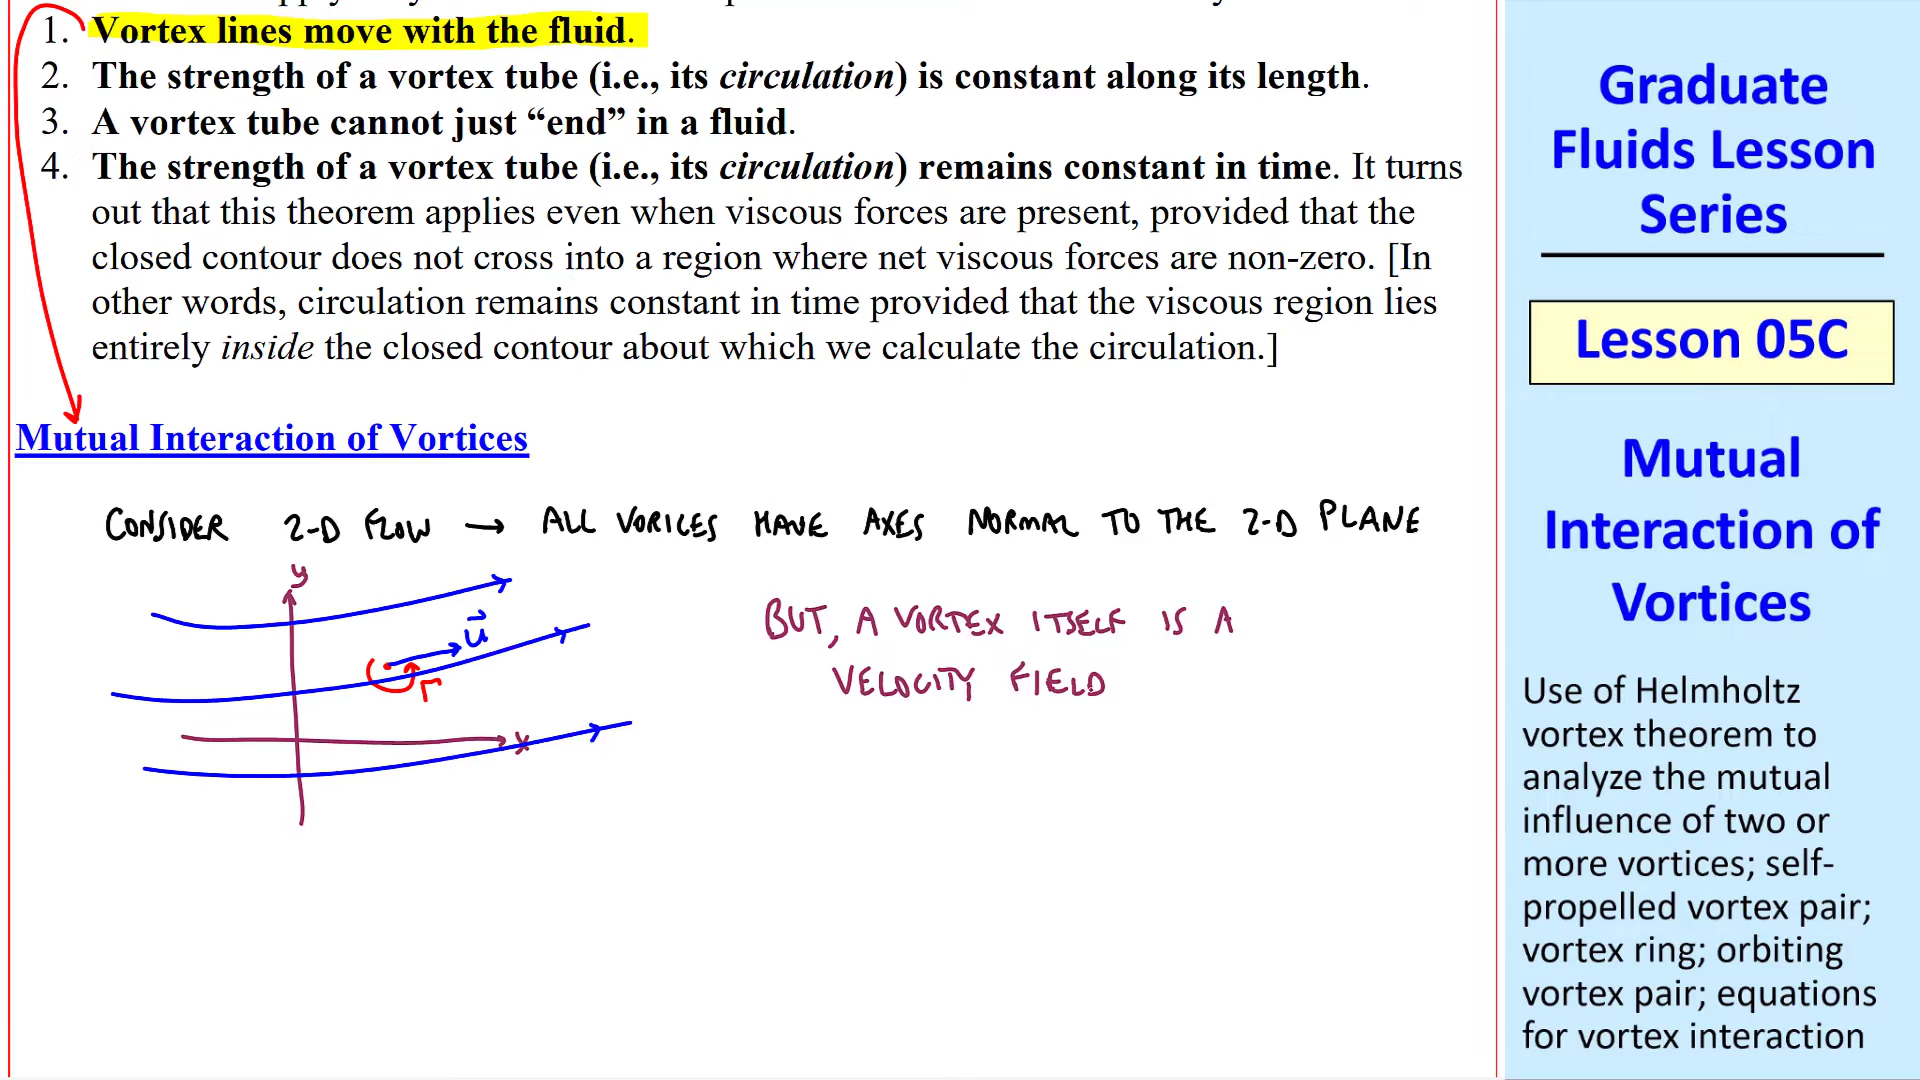 1. Vortex lines move with the fluid.
2. The strength of a vortex tube (i.e., its circulation) is constant along its length.
3. A vortex tube cannot just “end” in a fluid.
4. The strength of a vortex tube (i.e., its circulation) remains constant in time. It turns
out that this theorem applies even when viscous forces are present, provided that the
closed contour does not cross into a region where net viscous forces are non-zero. [In
other words, circulation remains constant in time provided that the viscous region lies
entirely inside the closed contour about which we calculate the circulation.]
Mutual Interaction of Vortices
CONSIDER 2-D FLOW → ALL VORICES HAVE AXES NORMAL TO THE 2-D PLANE
y
u⃗
Γ
x
BUT, A VORTEX ITSELF IS A
VELOCITY FIELD
Graduate
Fluids Lesson
Series
Lesson 05C
Mutual
Interaction of
Vortices
Use of Helmholtz
vortex theorem to
analyze the mutual
influence of two or
more vortices; self-
propelled vortex pair;
vortex ring; orbiting
vortex pair; equations
for vortex interaction